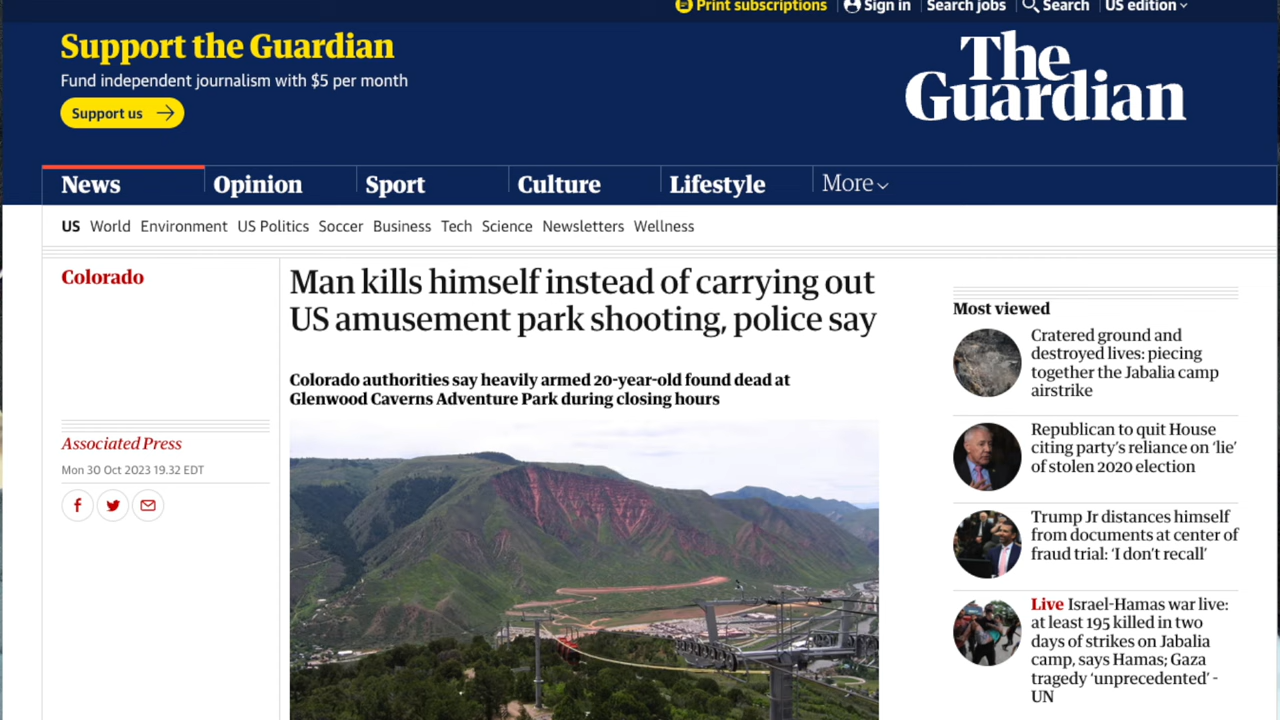 Print subscriptions
Sign in
Search jobs
Search
US edition
Support the Guardian
Fund independent journalism with $5 per month
Support us
The
Guardian
News
Opinion
Sport
Culture
Lifestyle
More
US
World
Environment
US Politics
Soccer
Business
Tech
Science
Newsletters
Wellness
Colorado
Associated Press
Mon 30 Oct 2023 19.32 EDT
Man kills himself instead of carrying out
US amusement park shooting, police say
Colorado authorities say heavily armed 20-year-old found dead at
Glenwood Caverns Adventure Park during closing hours
Most viewed
Cratered ground and
destroyed lives: piecing
together the Jabalia camp
airstrike
Republican to quit House
citing party’s reliance on ‘lie’
of stolen 2020 election
Trump Jr distances himself
from documents at center of
fraud trial: ‘I don’t recall’
Live Israel-Hamas war live:
at least 195 killed in two
days of strikes on Jabalia
camp, says Hamas; Gaza
tragedy ‘unprecedented’ -
UN